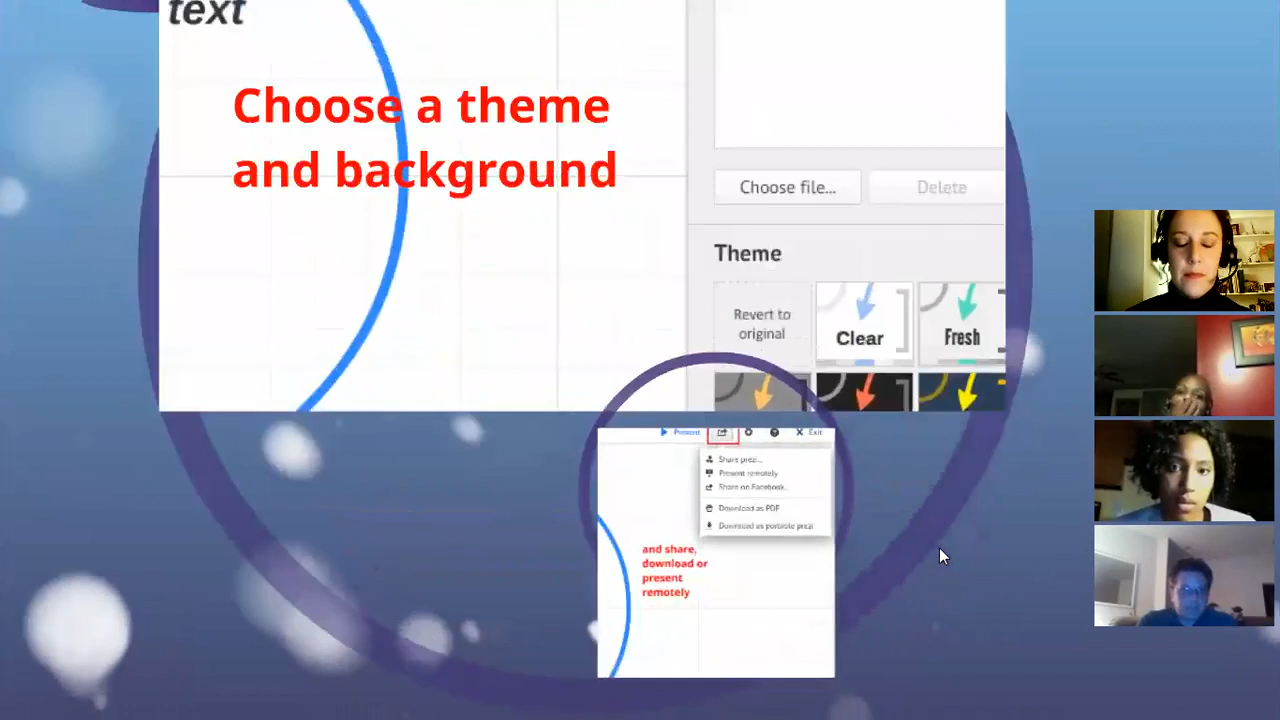 text
Choose a theme
and background
Choose file...
Delete
Theme
Revert to
original
Clear
Fresh
Present
Exit
Share prezi...
Present remotely
Share on Facebook...
Download as PDF
Download as portable prezi
and share,
download or
present
remotely